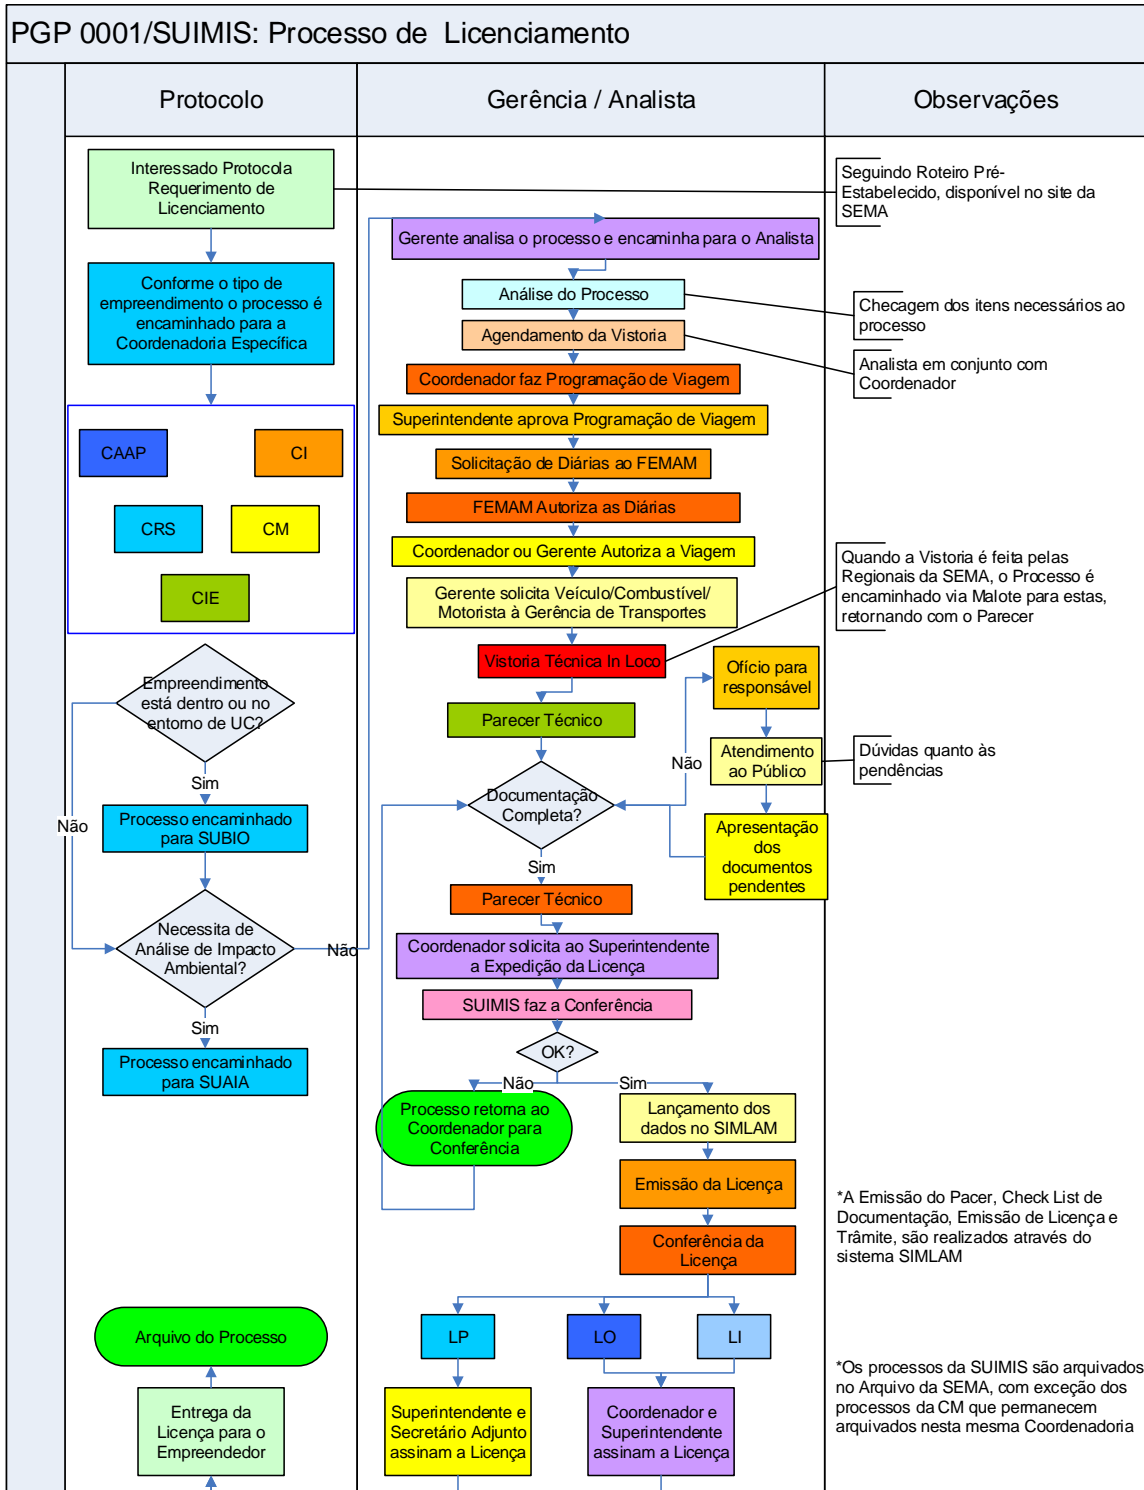 PGP 0001/SUIMIS: Processo de Licenciamento
Protocolo
Gerência / Analista
Observações
Interessado Protocola
Requerimento de
Licenciamento
Conforme o tipo de
empreendimento o processo é
encaminhado para a
Coordenadoria Específica
CAAP
CI
CRS
CM
CIE
Empreendimento
está dentro ou no
entorno de UC?
Sim
Não
Processo encaminhado
para SUBIO
Necessita de
Análise de Impacto
Ambiental?
Não
Sim
Processo encaminhado
para SUAIA
Arquivo do Processo
Entrega da
Licença para o
Empreendedor
Gerente analisa o processo e encaminha para o Analista
Análise do Processo
Agendamento da Vistoria
Coordenador faz Programação de Viagem
Superintendente aprova Programação de Viagem
Solicitação de Diárias ao FEMAM
FEMAM Autoriza as Diárias
Coordenador ou Gerente Autoriza a Viagem
Gerente solicita Veículo/Combustível/
Motorista à Gerência de Transportes
Vistoria Técnica In Loco
Parecer Técnico
Documentação
Completa?
Não
Ofício para
responsável
Atendimento
ao Público
Apresentação
dos
documentos
pendentes
Sim
Parecer Técnico
Coordenador solicita ao Superintendente
a Expedição da Licença
SUIMIS faz a Conferência
OK?
Não
Sim
Processo retorna ao
Coordenador para
Conferência
Lançamento dos
dados no SIMLAM
Emissão da Licença
Conferência da
Licença
LP
LO
LI
Superintendente e
Secretário Adjunto
assinam a Licença
Coordenador e
Superintendente
assinam a Licença
Seguindo Roteiro Pré-
Estabelecido, disponível no site da
SEMA
Checagem dos itens necessários ao
processo
Analista em conjunto com
Coordenador
Quando a Vistoria é feita pelas
Regionais da SEMA, o Processo é
encaminhado via Malote para estas,
retornando com o Parecer
Dúvidas quanto às
pendências
*A Emissão do Pacer, Check List de
Documentação, Emissão de Licença e
Trâmite, são realizados através do
sistema SIMLAM
*Os processos da SUIMIS são arquivados
no Arquivo da SEMA, com exceção dos
processos da CM que permanecem
arquivados nesta mesma Coordenadoria